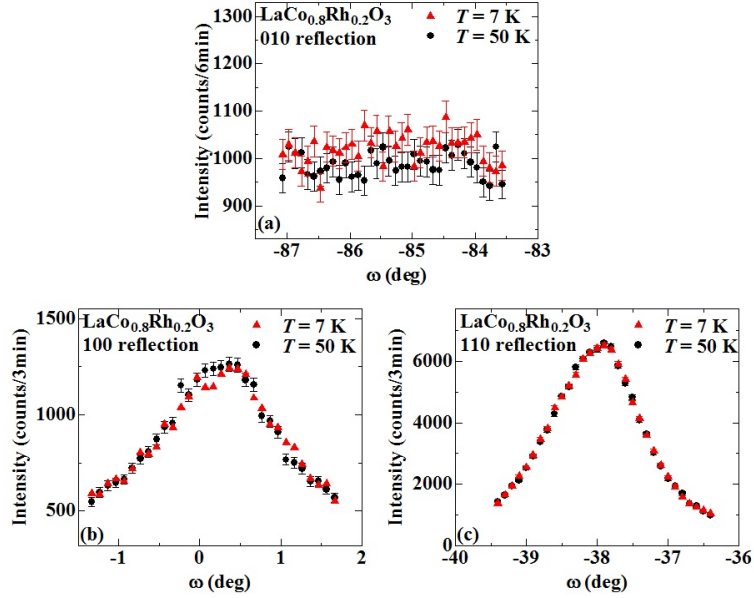 LaCo0.8Rh0.2O3
010 reflection
T = 7 K
T = 50 K
1300
1200
1100
1000
900
Intensity (counts/6min)
(a)
-87 -86 -85 -84 -83
ω (deg)
LaCo0.8Rh0.2O3
100 reflection
T = 7 K
T = 50 K
1500
1000
500
Intensity (counts/3min)
(b)
-1 0 1 2
ω (deg)
LaCo0.8Rh0.2O3
110 reflection
T = 7 K
T = 50 K
6000
4000
2000
0
Intensity (counts/3min)
(c)
-40 -39 -38 -37 -36
ω (deg)